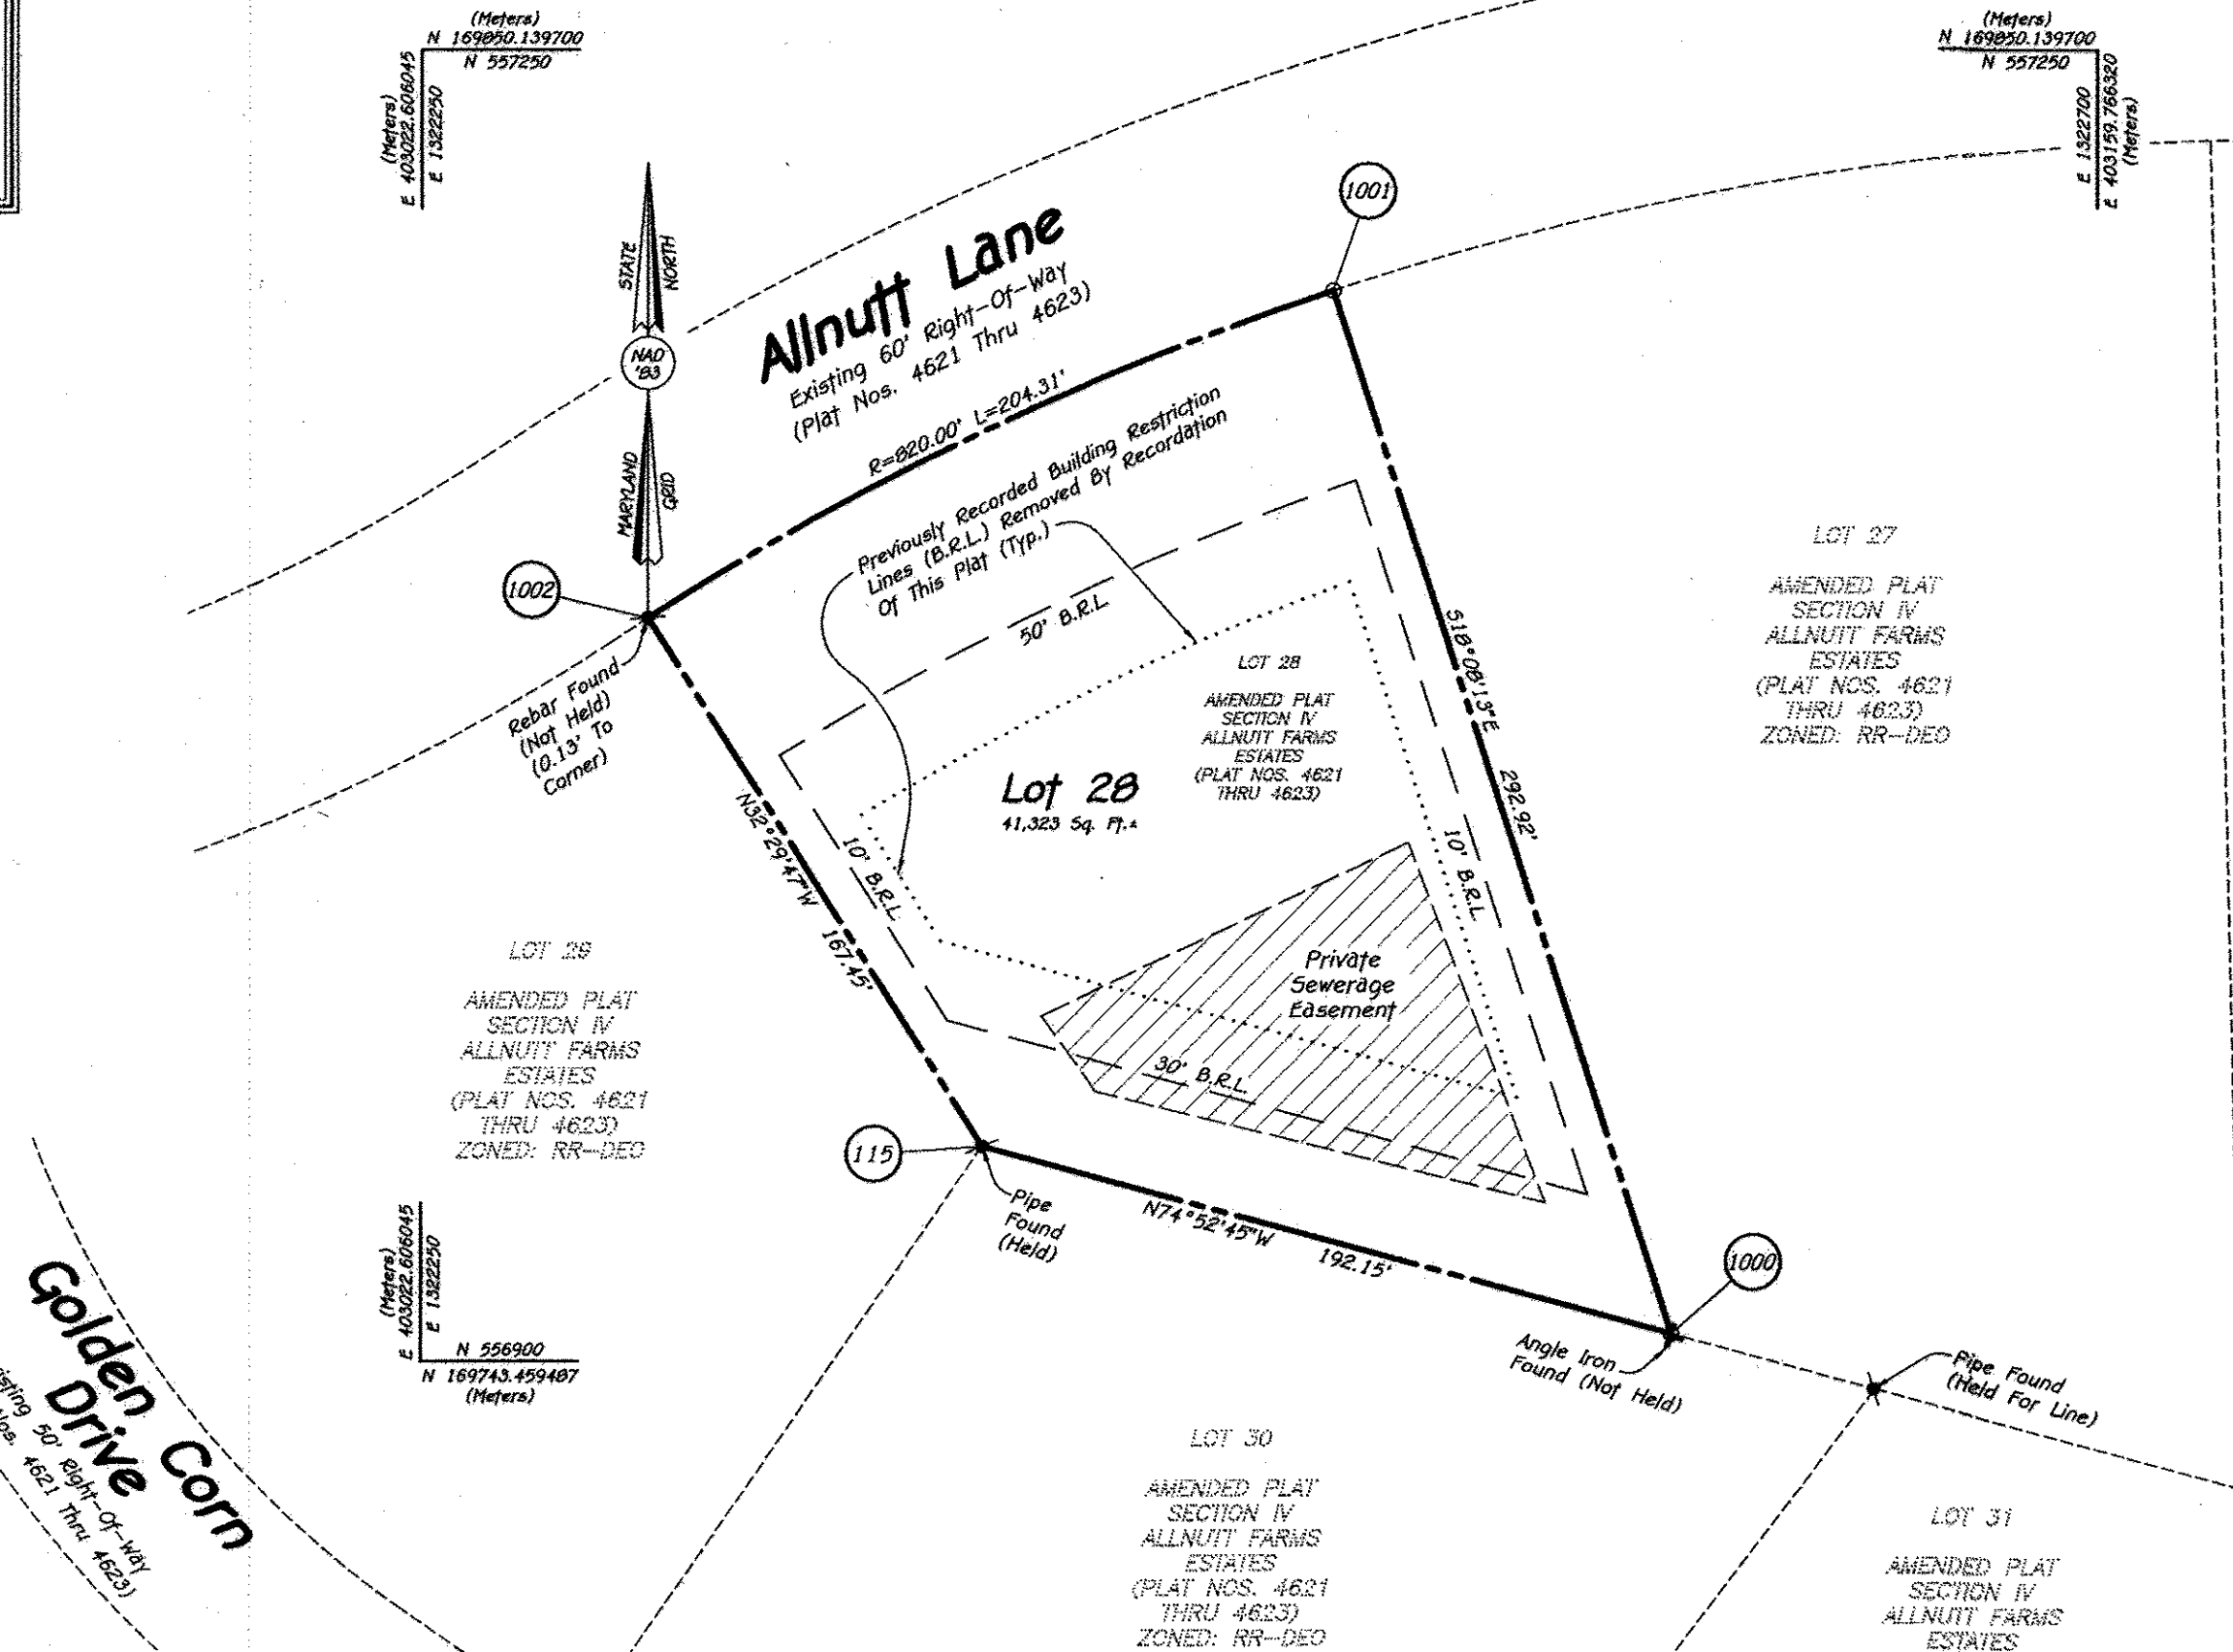 (Meters)
N 169850.139700
N 557250
E 403022.606045
(Meters)
E 1322250
(Meters)
N 169850.139700
N 557250
E 1322700
E 403159.766320
(Meters)
STATE
NORTH
NAD
'83
MARYLAND
GRID
Allnutt Lane
Existing 60' Right-Of-Way
(Plat Nos. 4621 Thru 4623)
1001
R=820.00' L=204.31'
Previously Recorded Building Restriction
Lines (B.R.L.) Removed By Recordation
Of This Plat (Typ.)
50' B.R.L.
1002
Rebar Found
(Not Held)
(0.13' To
Corner)
LOT 28
AMENDED PLAT
SECTION IV
ALLNUTT FARMS
ESTATES
(PLAT NOS. 4621
THRU 4623)
Lot 28
41,323 Sq. Ft.±
S18°08'13"E
292.92'
10' B.R.L.
N32°29'47"W
167.45'
10' B.R.L.
LOT 27
AMENDED PLAT
SECTION IV
ALLNUTT FARMS
ESTATES
(PLAT NOS. 4621
THRU 4623)
ZONED: RR-DEO
LOT 29
AMENDED PLAT
SECTION IV
ALLNUTT FARMS
ESTATES
(PLAT NOS. 4621
THRU 4623)
ZONED: RR-DEO
Private
Sewerage
Easement
30' B.R.L.
115
Pipe
Found
(Held)
N74°52'45"W
192.15'
1000
Angle Iron
Found (Not Held)
Pipe Found
(Held For Line)
E 403022.606045
(Meters)
E 1322250
N 556900
N 169743.459487
(Meters)
Golden Corn
Drive
50' Right-Of-Way
4621 Thru 4623)
LOT 30
AMENDED PLAT
SECTION IV
ALLNUTT FARMS
ESTATES
(PLAT NOS. 4621
THRU 4623)
ZONED: RR-DEO
LOT 31
AMENDED PLAT
SECTION IV
ALLNUTT FARMS
ESTATES